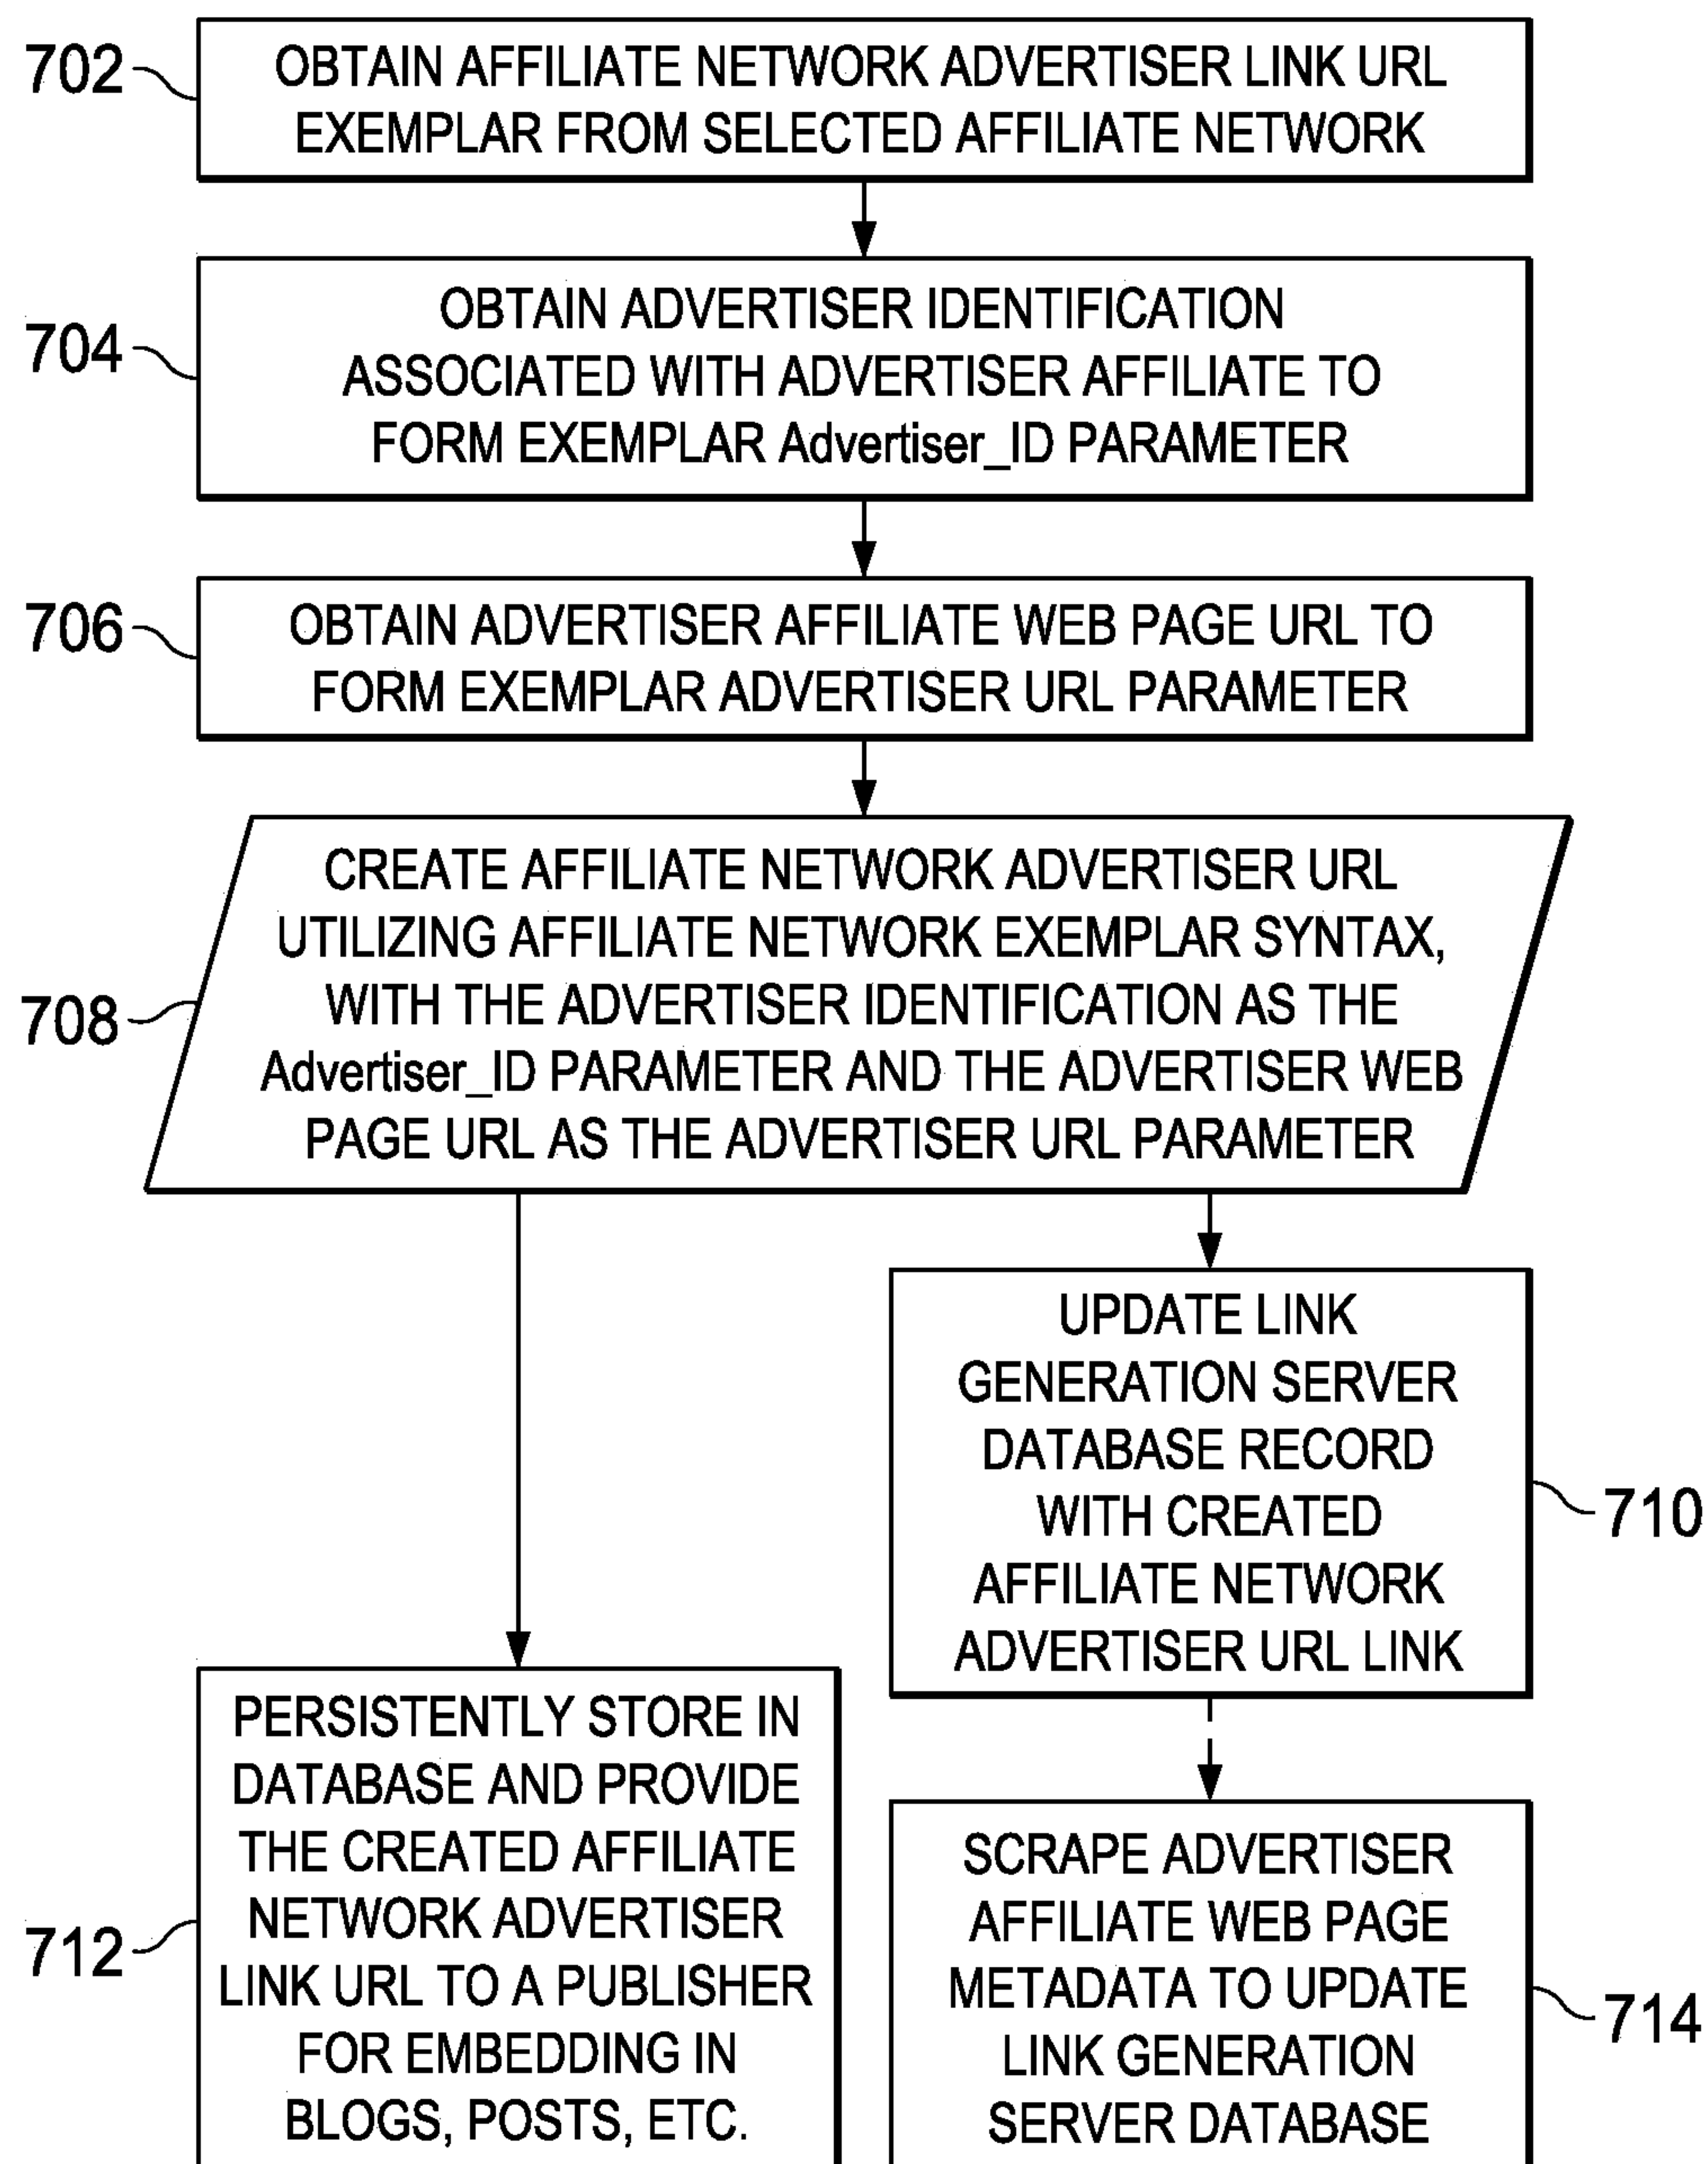 702
OBTAIN AFFILIATE NETWORK ADVERTISER LINK URL
EXEMPLAR FROM SELECTED AFFILIATE NETWORK
704
OBTAIN ADVERTISER IDENTIFICATION
ASSOCIATED WITH ADVERTISER AFFILIATE TO
FORM EXEMPLAR Advertiser_ID PARAMETER
706
OBTAIN ADVERTISER AFFILIATE WEB PAGE URL TO
FORM EXEMPLAR ADVERTISER URL PARAMETER
708
CREATE AFFILIATE NETWORK ADVERTISER URL
UTILIZING AFFILIATE NETWORK EXEMPLAR SYNTAX,
WITH THE ADVERTISER IDENTIFICATION AS THE
Advertiser_ID PARAMETER AND THE ADVERTISER WEB
PAGE URL AS THE ADVERTISER URL PARAMETER
UPDATE LINK
GENERATION SERVER
DATABASE RECORD
WITH CREATED
AFFILIATE NETWORK
ADVERTISER URL LINK
710
712
PERSISTENTLY STORE IN
DATABASE AND PROVIDE
THE CREATED AFFILIATE
NETWORK ADVERTISER
LINK URL TO A PUBLISHER
FOR EMBEDDING IN
BLOGS, POSTS, ETC.
SCRAPE ADVERTISER
AFFILIATE WEB PAGE
METADATA TO UPDATE
LINK GENERATION
SERVER DATABASE
714